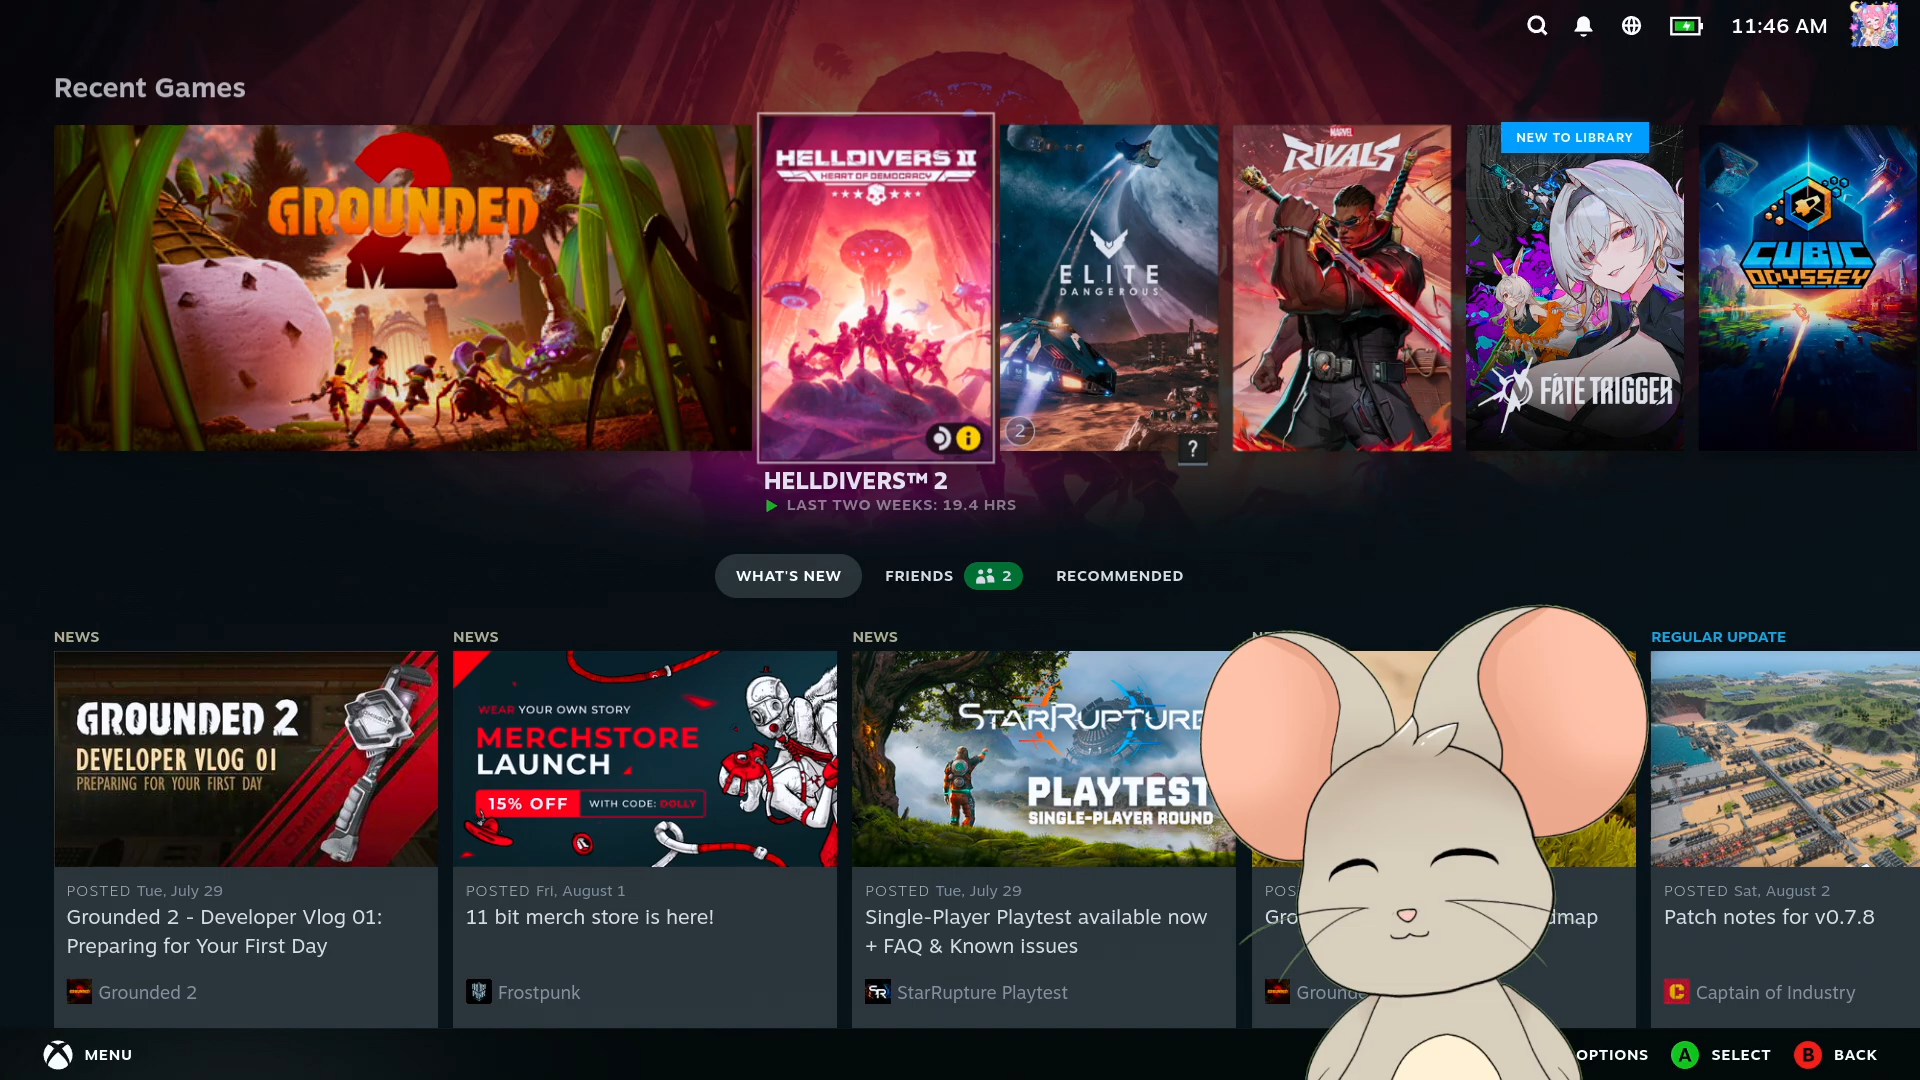 11:46 AM
Recent Games
2
GROUNDED
HELLDIVERS II
HEART OF DEMOCRACY
ELITE
DANGEROUS
2
?
MARVEL
RIVALS
NEW TO LIBRARY
FATE TRIGGER
CUBIC
ODYSSEY
HELLDIVERS™ 2
LAST TWO WEEKS: 19.4 HRS
WHAT'S NEW
FRIENDS
2
RECOMMENDED
NEWS
GROUNDED 2
DEVELOPER VLOG 01
PREPARING FOR YOUR FIRST DAY
POSTED Tue, July 29
Grounded 2 - Developer Vlog 01:
Preparing for Your First Day
Grounded 2
NEWS
WEAR YOUR OWN STORY
MERCHSTORE
LAUNCH
15% OFF WITH CODE: DOLLY
POSTED Fri, August 1
11 bit merch store is here!
Frostpunk
NEWS
STARRUPTURE
PLAYTEST
SINGLE-PLAYER ROUND
POSTED Tue, July 29
Single-Player Playtest available now
+ FAQ & Known issues
SR
StarRupture Playtest
REGULAR UPDATE
POSTED Sat, August 2
Patch notes for v0.7.8
Captain of Industry
MENU
OPTIONS
A SELECT
B BACK